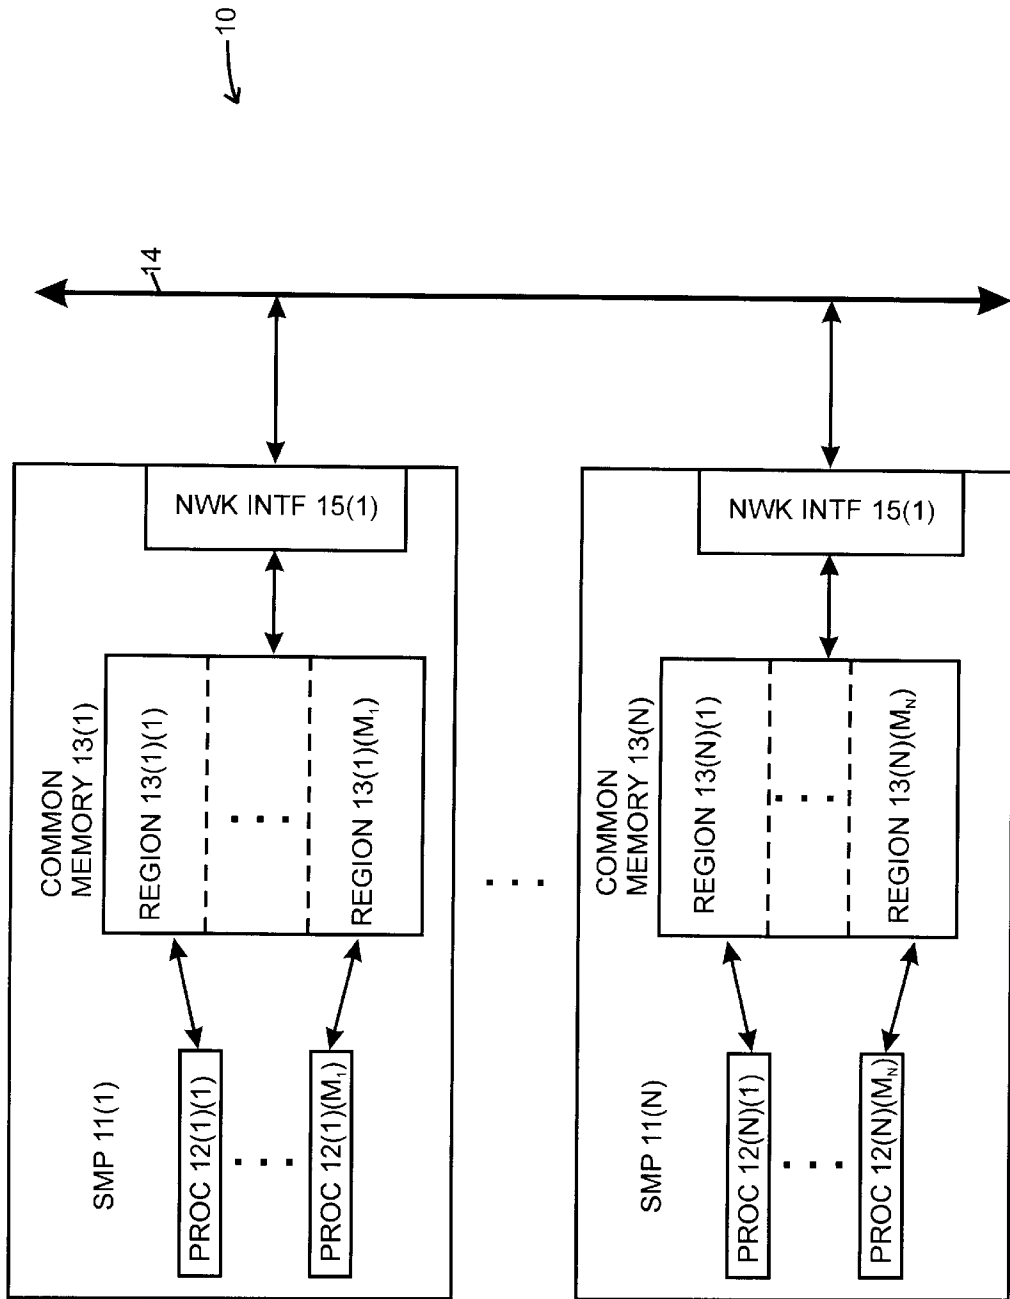 10
14
NWK INTF 15(1)
COMMON
MEMORY 13(1)
REGION 13(1)(1)
REGION 13(1)(M₁)
SMP 11(1)
PROC 12(1)(1)
PROC 12(1)(M₁)
NWK INTF 15(1)
COMMON
MEMORY 13(N)
REGION 13(N)(1)
REGION 13(N)(M_N)
SMP 11(N)
PROC 12(N)(1)
PROC 12(N)(M_N)